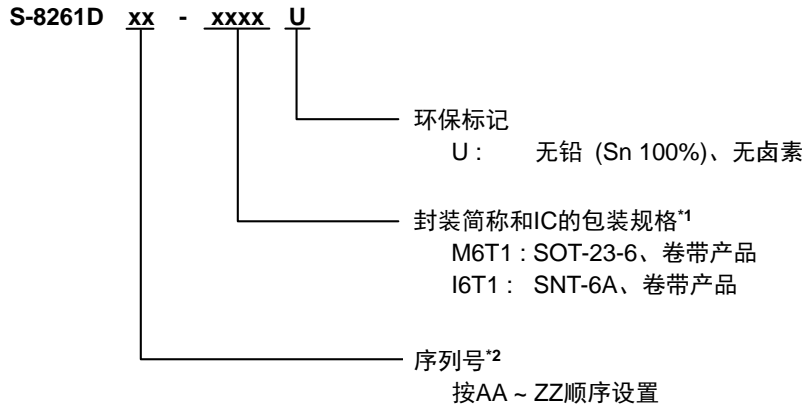 S-8261D xx - xxxx U
环保标记
U : 无铅 (Sn 100%)、无卤素
封装简称和IC的包装规格*1
M6T1 : SOT-23-6、卷带产品
I6T1 : SNT-6A、卷带产品
序列号*2
按AA ~ ZZ顺序设置